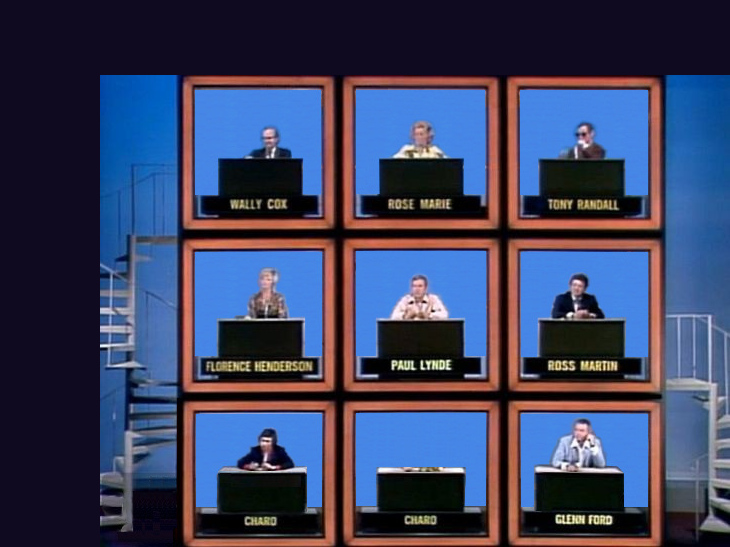 WALLY COX
ROSE MARIE
TONY RANDALL
FLORENCE HENDERSON
PAUL LYNDE
ROSS MARTIN
CHARO
CHARO
GLENN FORD